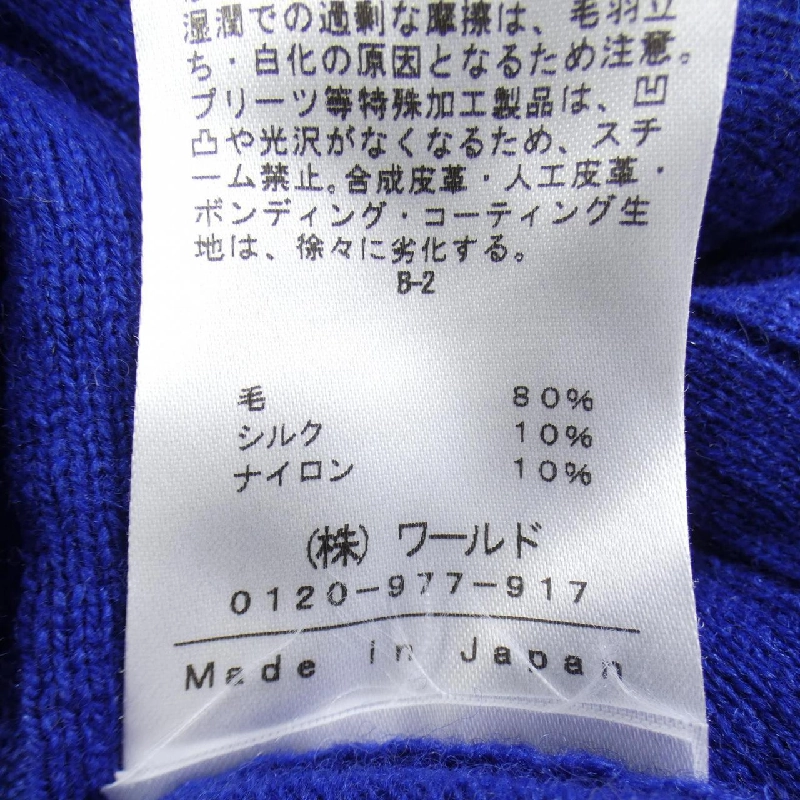 湿潤での過剰な摩擦は、毛羽立
ち・白化の原因となるため注意。
プリーツ等特殊加工製品は、凹
凸や光沢がなくなるため、スチ
ーム禁止。合成皮革・人工皮革・
ボンディング・コーティング生
地は、徐々に劣化する。
B-2
毛 80%
シルク 10%
ナイロン 10%
(株)ワールド
0120-977-917
Made in Japan